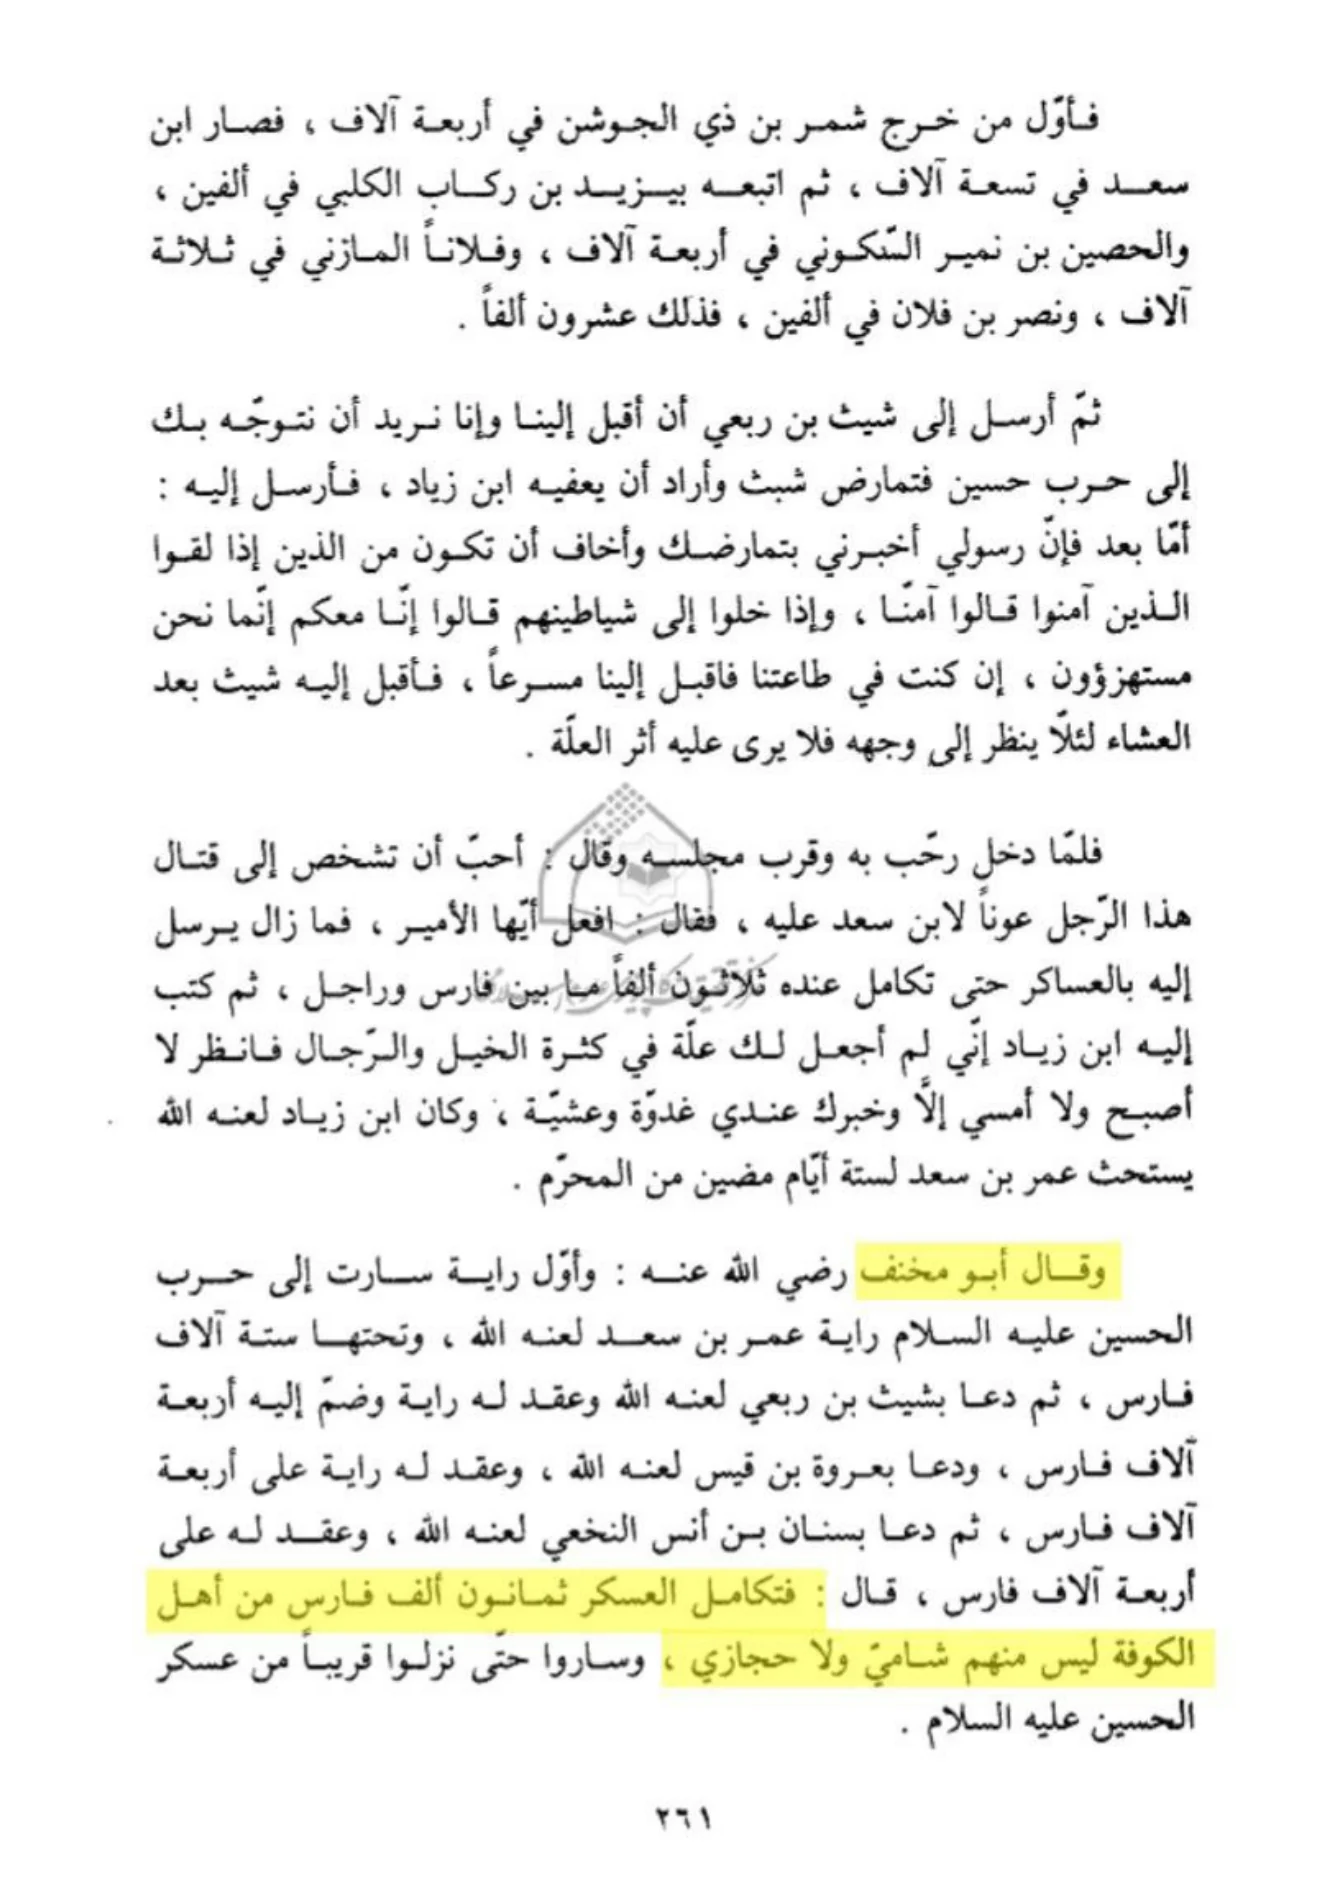 فأوّل من خرج شمر بن ذي الجوشن في أربعة آلاف ، فصار ابن
سعد في تسعة آلاف ، ثم اتبعه بيزيد بن ركاب الكلبي في ألفين ،
والحصين بن نمير السّكوني في أربعة آلاف ، وفلاناً المازني في ثلاثة
آلاف ، ونصر بن فلان في ألفين ، فذلك عشرون ألفاً .
ثمّ أرسل إلى شيث بن ربعي أن أقبل إلينا وإنا نريد أن نتوجّه بك
إلى حرب حسين فتمارض شبث وأراد أن يعفيه ابن زياد ، فأرسل إليه :
أمّا بعد فإنّ رسولي أخبرني بتمارضك وأخاف أن تكون من الذين إذا لقوا
الذين آمنوا قالوا آمنّا ، وإذا خلوا إلى شياطينهم قالوا إنّا معكم إنّما نحن
مستهزؤون ، إن كنت في طاعتنا فاقبل إلينا مسرعاً ، فأقبل إليه شيث بعد
العشاء لئلّا ينظر إلى وجهه فلا يرى عليه أثر العلّة .
فلمّا دخل رحّب به وقرب مجلسه وقال : أحبّ أن تشخص إلى قتال
هذا الرّجل عوناً لابن سعد عليه ، فقال : افعل أيّها الأمير ، فما زال يرسل
إليه بالعساكر حتى تكامل عنده ثلاثون ألفاً ما بين فارس وراجل ، ثم كتب
إليه ابن زياد إنّي لم أجعل لك علّة في كثرة الخيل والرّجال فانظر لا
أصبح ولا أمسي إلَّا وخبرك عندي غدوّة وعشيّة ، وكان ابن زياد لعنه الله
يستحث عمر بن سعد لستة أيّام مضين من المحرّم .
وقال أبو مخنف رضي الله عنه : وأوّل راية سارت إلى حرب
الحسين عليه السلام راية عمر بن سعد لعنه الله ، وتحتها ستة آلاف
فارس ، ثم دعا بشيث بن ربعي لعنه الله وعقد له راية وضمّ إليه أربعة
آلاف فارس ، ودعا بعروة بن قيس لعنه الله ، وعقد له راية على أربعة
آلاف فارس ، ثم دعا بسنان بن أنس النخعي لعنه الله ، وعقد له على
أربعة آلاف فارس ، قال : فتكامل العسكر ثمانون ألف فارس من أهل
الكوفة ليس منهم شاميّ ولا حجازي ، وساروا حتّى نزلوا قريباً من عسكر
الحسين عليه السلام .
٢٦١